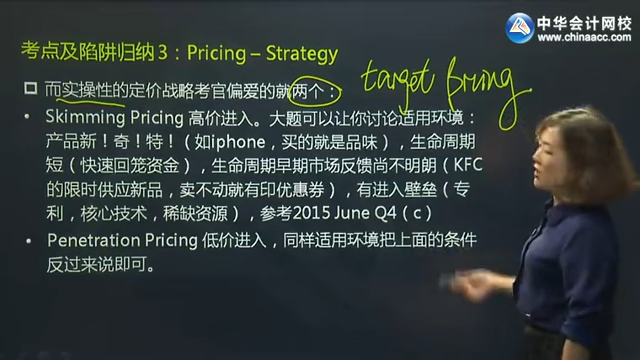 中华会计网校
www.chinaacc.com
考点及陷阱归纳3：Pricing – Strategy
而实操性的定价战略考官偏爱的就两个：
target pricing
Skimming Pricing 高价进入。大题可以让你讨论适用环境：
产品新！奇！特！（如iphone，买的就是品味），生命周期
短（快速回笼资金），生命周期早期市场反馈尚不明朗（KFC
的限时供应新品，卖不动就有印优惠券），有进入壁垒（专
利，核心技术，稀缺资源），参考2015 June Q4（c）
Penetration Pricing 低价进入，同样适用环境把上面的条件
反过来说即可。